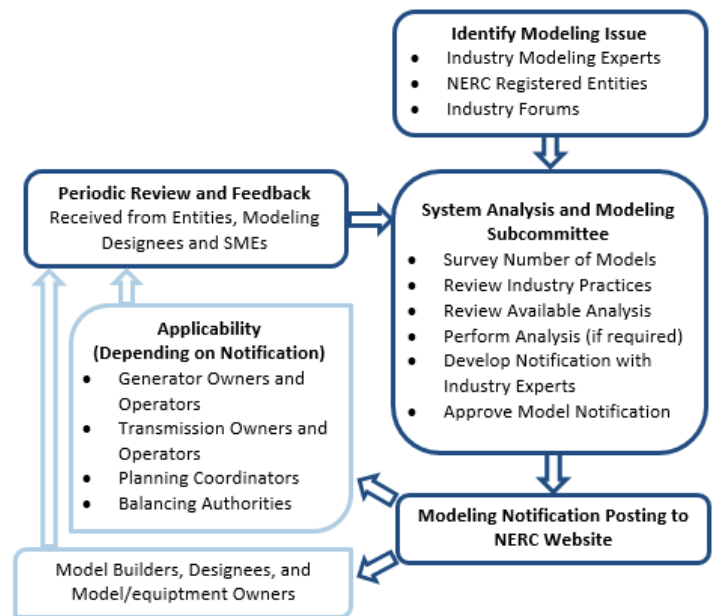 Identify Modeling Issue
• Industry Modeling Experts
• NERC Registered Entities
• Industry Forums
Periodic Review and Feedback
Received from Entities, Modeling
Designees and SMEs
System Analysis and Modeling
Subcommittee
• Survey Number of Models
• Review Industry Practices
• Review Available Analysis
• Perform Analysis (if required)
• Develop Notification with
Industry Experts
• Approve Model Notification
Applicability
(Depending on Notification)
• Generator Owners and
Operators
• Transmission Owners and
Operators
• Planning Coordinators
• Balancing Authorities
Modeling Notification Posting to
NERC Website
Model Builders, Designees, and
Model/equiptment Owners